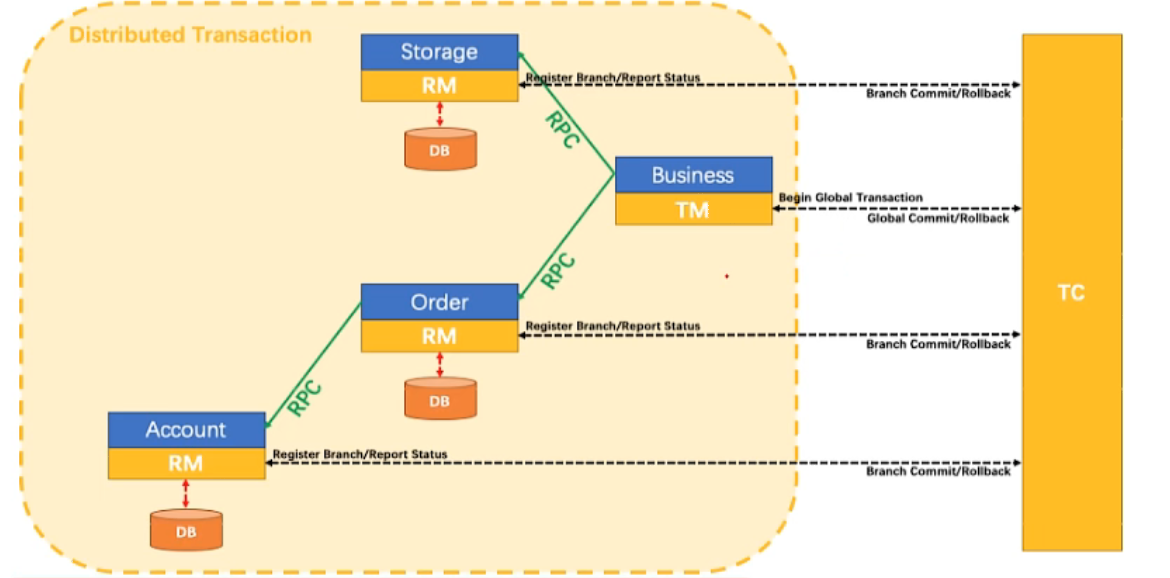 Distributed Transaction
Storage
RM
DB
Register Branch/Report Status
Branch Commit/Rollback
RPC
Business
TM
Begin Global Transaction
Global Commit/Rollback
RPC
TC
Order
RM
DB
Register Branch/Report Status
Branch Commit/Rollback
RPC
Account
RM
DB
Register Branch/Report Status
Branch Commit/Rollback